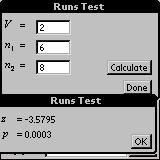 Runs Test
V = 2
n₁ = 6
n₂ = 8
Calculate
Done
Runs Test
z = -3.5795
p = 0.0003
OK